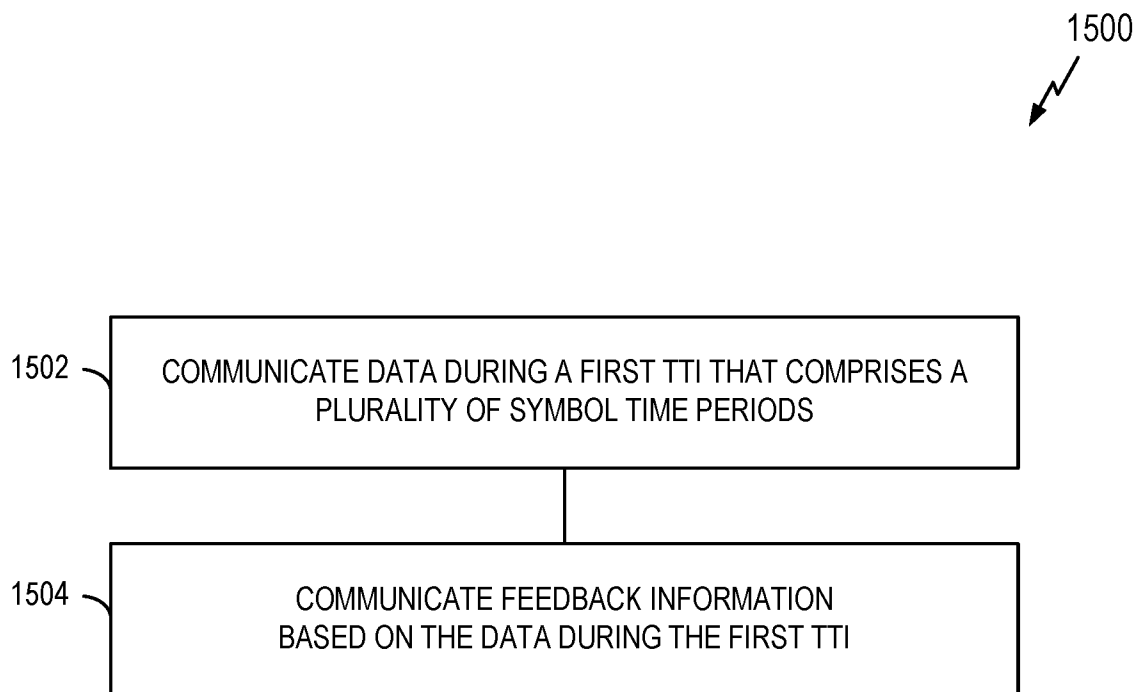 1500
1502
COMMUNICATE DATA DURING A FIRST TTI THAT COMPRISES A
PLURALITY OF SYMBOL TIME PERIODS
1504
COMMUNICATE FEEDBACK INFORMATION
BASED ON THE DATA DURING THE FIRST TTI